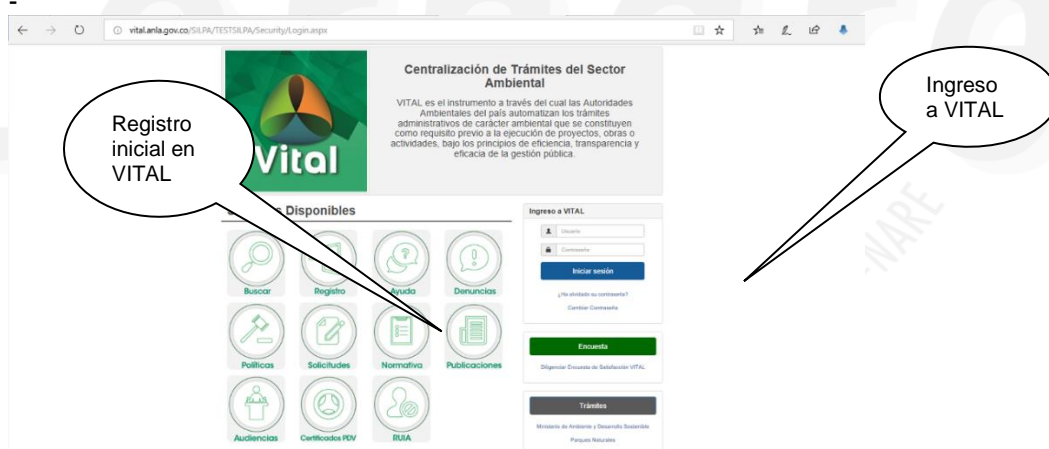 -
vital.anla.gov.co/SILPA/TESTSILPA/Security/Login.aspx
Centralización de Trámites del Sector
Ambiental
VITAL es el instrumento a través del cual las Autoridades
Ambientales del país automatizan los trámites
administrativos de carácter ambiental que se constituyen
como requisito previo a la ejecución de proyectos, obras o
actividades, bajo los principios de eficiencia, transparencia y
eficacia de la gestión pública.
Vital
Registro
inicial en
VITAL
Ingreso
a VITAL
Disponibles
Buscar
Registro
Ayuda
Denuncias
Políticas
Solicitudes
Normativa
Publicaciones
Audiencias
Certificados PDV
RUIA
Ingreso a VITAL
Usuario
Contraseña
Iniciar sesión
¿Ha olvidado su contraseña?
Cambiar Contraseña
Encuesta
Diligenciar Encuesta de Satisfacción VITAL
Trámites
Ministerio de Ambiente y Desarrollo Sostenible
Parques Naturales